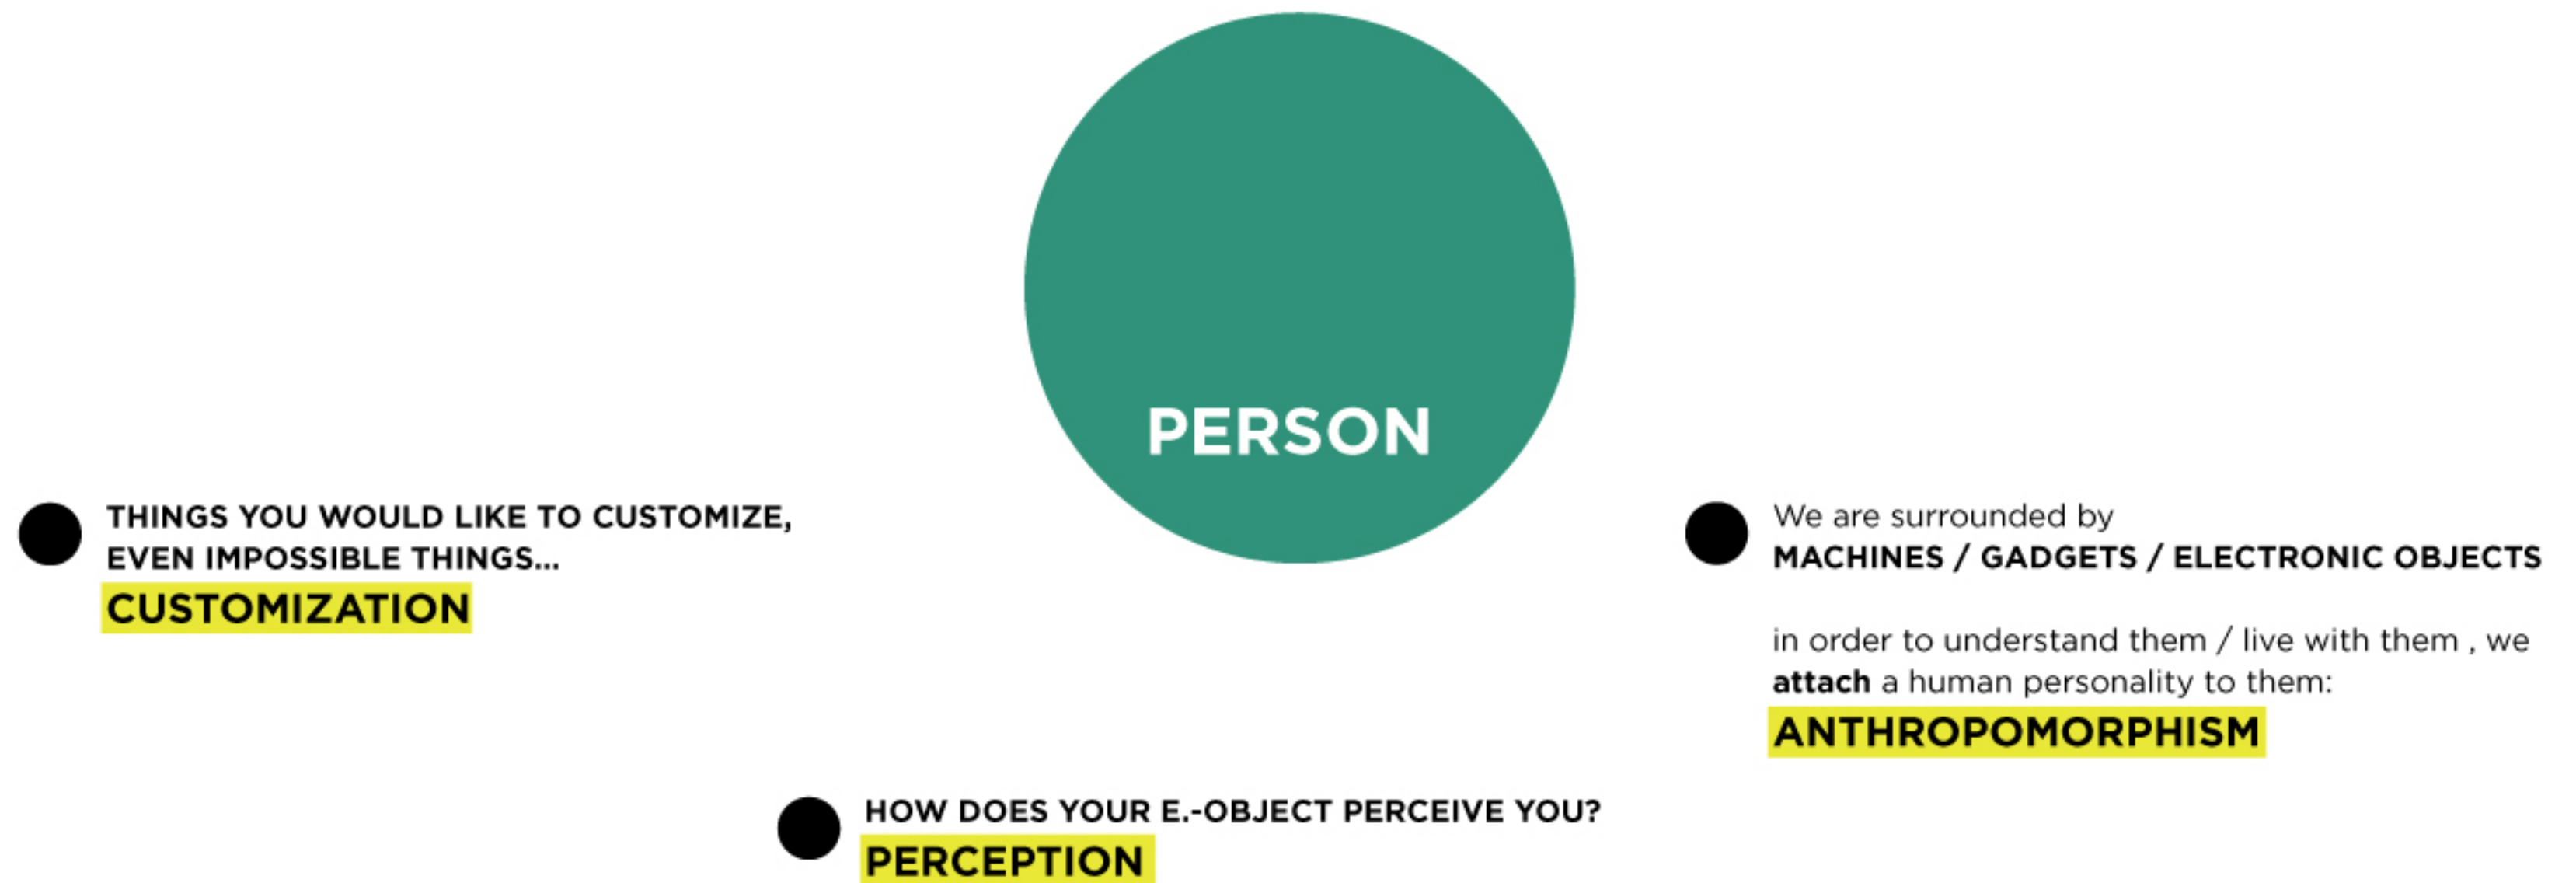 PERSON
THINGS YOU WOULD LIKE TO CUSTOMIZE,
EVEN IMPOSSIBLE THINGS...
CUSTOMIZATION
We are surrounded by
MACHINES / GADGETS / ELECTRONIC OBJECTS
in order to understand them / live with them , we
attach a human personality to them:
ANTHROPOMORPHISM
HOW DOES YOUR E.-OBJECT PERCEIVE YOU?
PERCEPTION